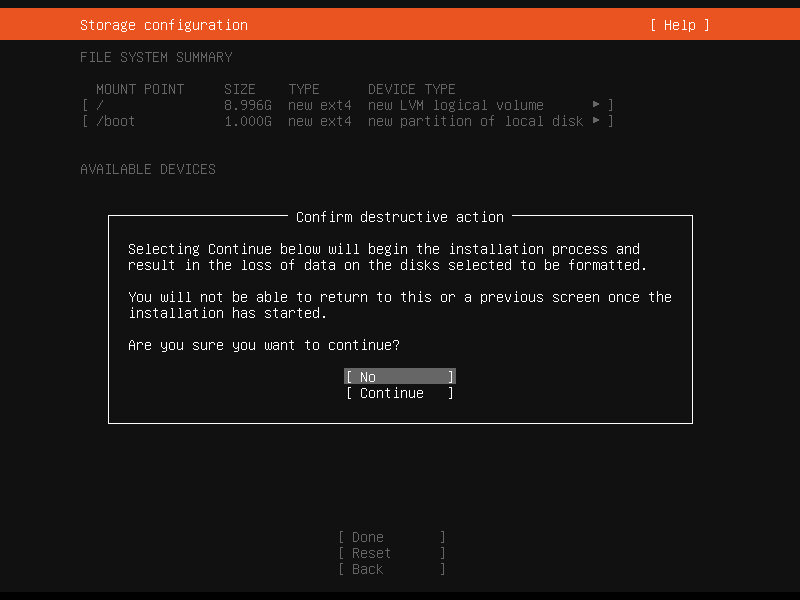 Storage configuration [ Help ]
FILE SYSTEM SUMMARY
MOUNT POINT SIZE TYPE DEVICE TYPE
[ / 8.996G new ext4 new LVM logical volume ▸ ]
[ /boot 1.000G new ext4 new partition of local disk ▸ ]
AVAILABLE DEVICES
Confirm destructive action
Selecting Continue below will begin the installation process and
result in the loss of data on the disks selected to be formatted.
You will not be able to return to this or a previous screen once the
installation has started.
Are you sure you want to continue?
[ No ]
[ Continue ]
[ Done ]
[ Reset ]
[ Back ]